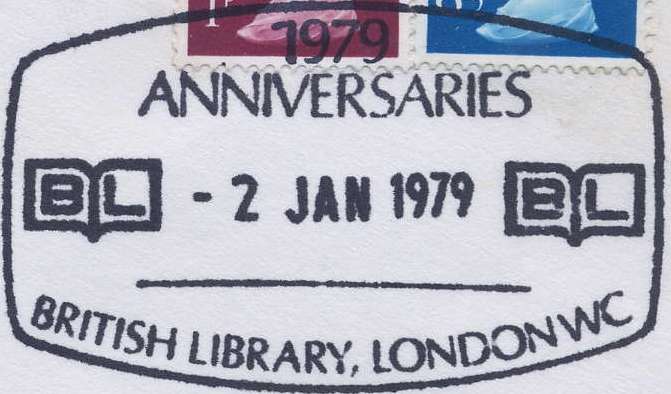 1979
ANNIVERSARIES
BL - 2 JAN 1979 BL
BRITISH LIBRARY, LONDON WC